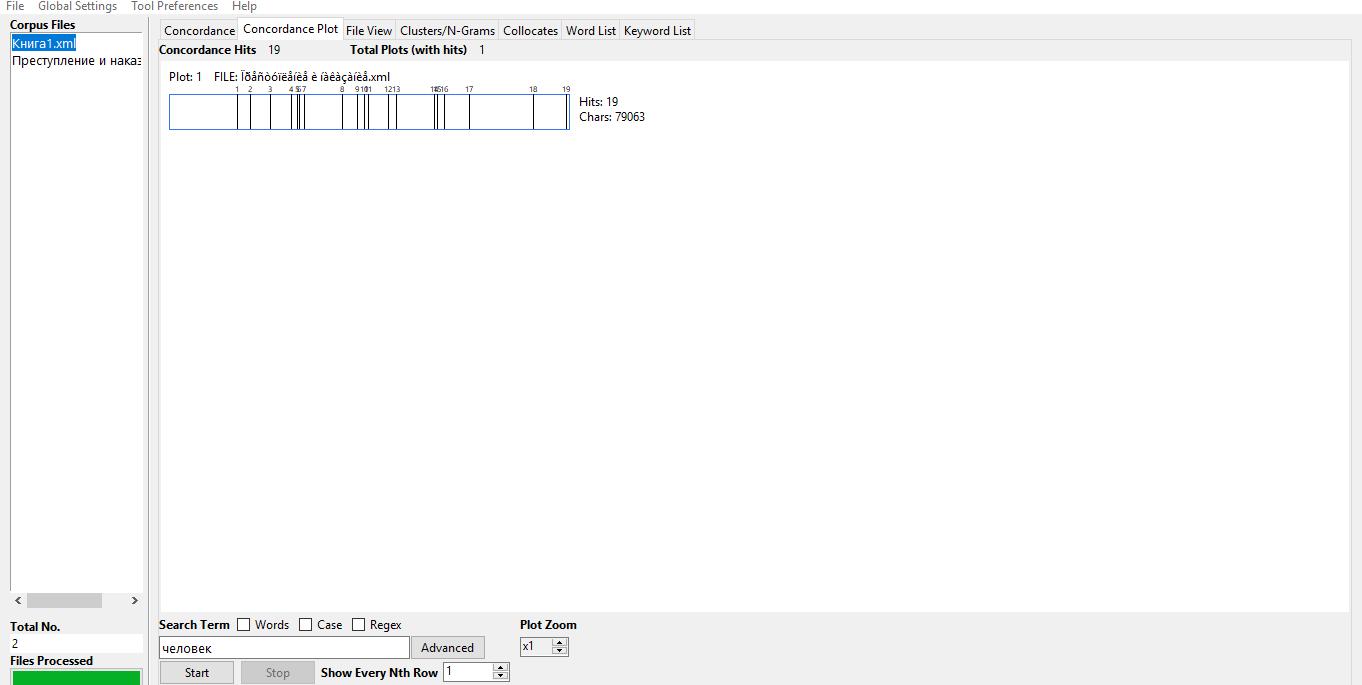 File Global Settings Tool Preferences Help
Corpus Files
Книга1.xml
Преступление и наказ
Total No.
2
Files Processed
Concordance Concordance Plot File View Clusters/N-Grams Collocates Word List Keyword List
Concordance Hits 19 Total Plots (with hits) 1
Plot: 1 FILE: Ïðåñòóïëåíèå è íàêàçàíèå.xml
1 2 3 4 5 6 7 8 9 10 11 12 13 14 15 16 17 18 19
Hits: 19
Chars: 79063
Search Term Words Case Regex Plot Zoom
человек Advanced x1
Start Stop Show Every Nth Row 1